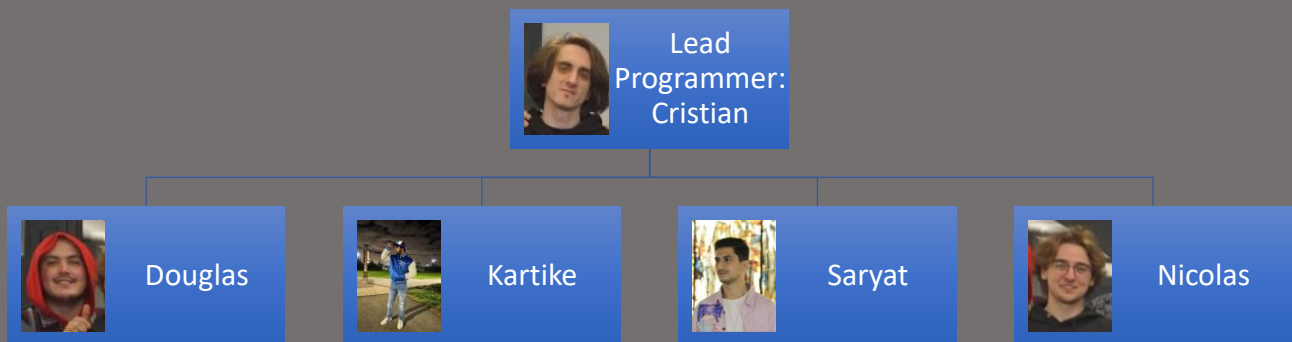 Lead
Programmer:
Cristian
Douglas
Kartike
Saryat
Nicolas